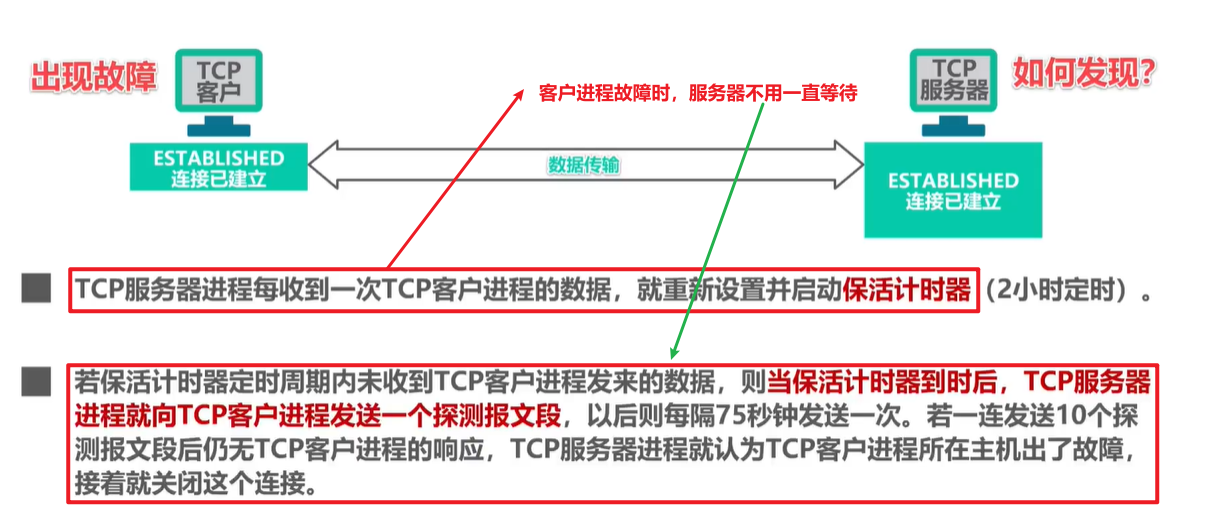 出现故障
TCP
客户
客户进程故障时，服务器不用一直等待
TCP
服务器
如何发现？
ESTABLISHED
连接已建立
数据传输
ESTABLISHED
连接已建立
TCP服务器进程每收到一次TCP客户进程的数据，就重新设置并启动保活计时器（2小时定时）。
若保活计时器定时周期内未收到TCP客户进程发来的数据，则当保活计时器到时后，TCP服务器
进程就向TCP客户进程发送一个探测报文段，以后则每隔75秒钟发送一次。若一连发送10个探
测报文段后仍无TCP客户进程的响应，TCP服务器进程就认为TCP客户进程所在主机出了故障，
接着就关闭这个连接。